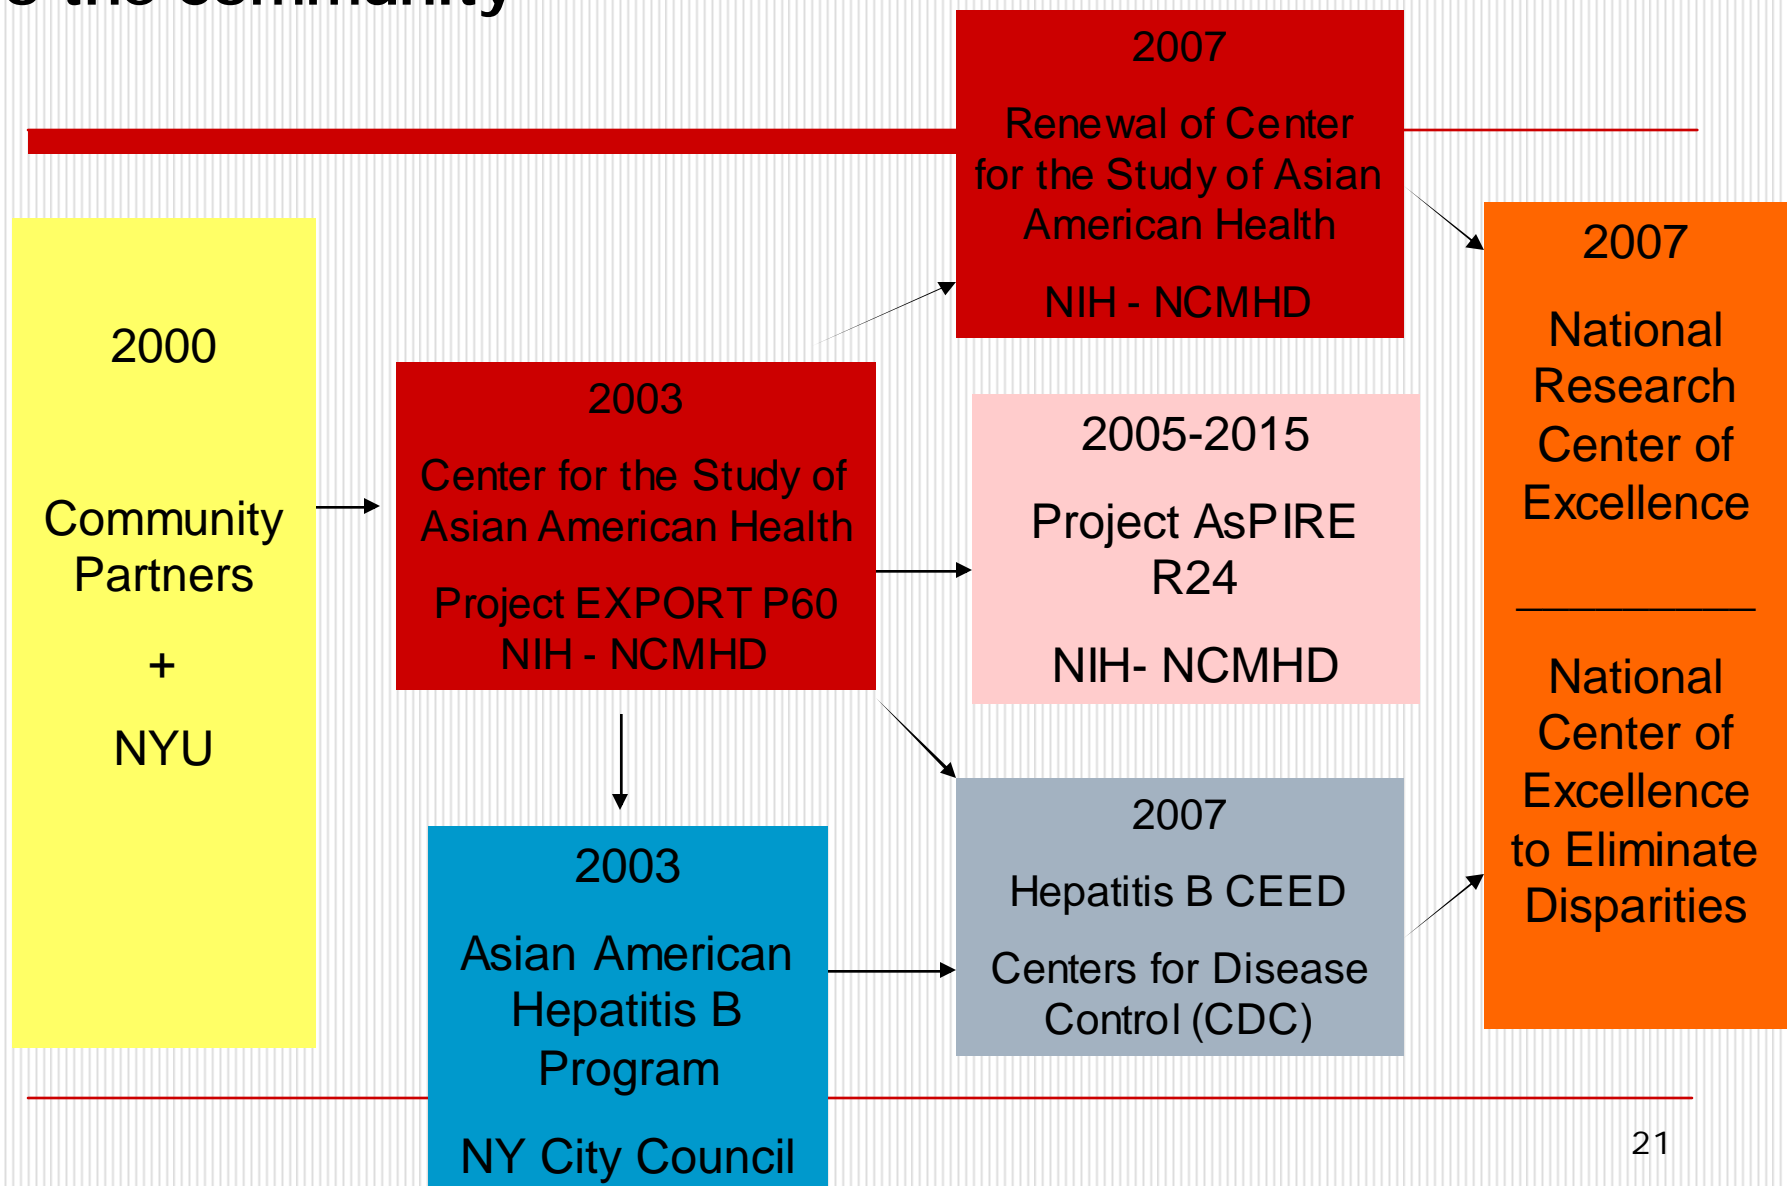 the community
2000
Community
Partners
+
NYU
2003
Center for the Study of
Asian American Health
Project EXPORT P60
NIH - NCMHD
2003
Asian American
Hepatitis B
Program
NY City Council
2007
Renewal of Center
for the Study of Asian
American Health
NIH - NCMHD
2005-2015
Project AsPIRE
R24
NIH- NCMHD
2007
Hepatitis B CEED
Centers for Disease
Control (CDC)
2007
National
Research
Center of
Excellence
National
Center of
Excellence
to Eliminate
Disparities
21